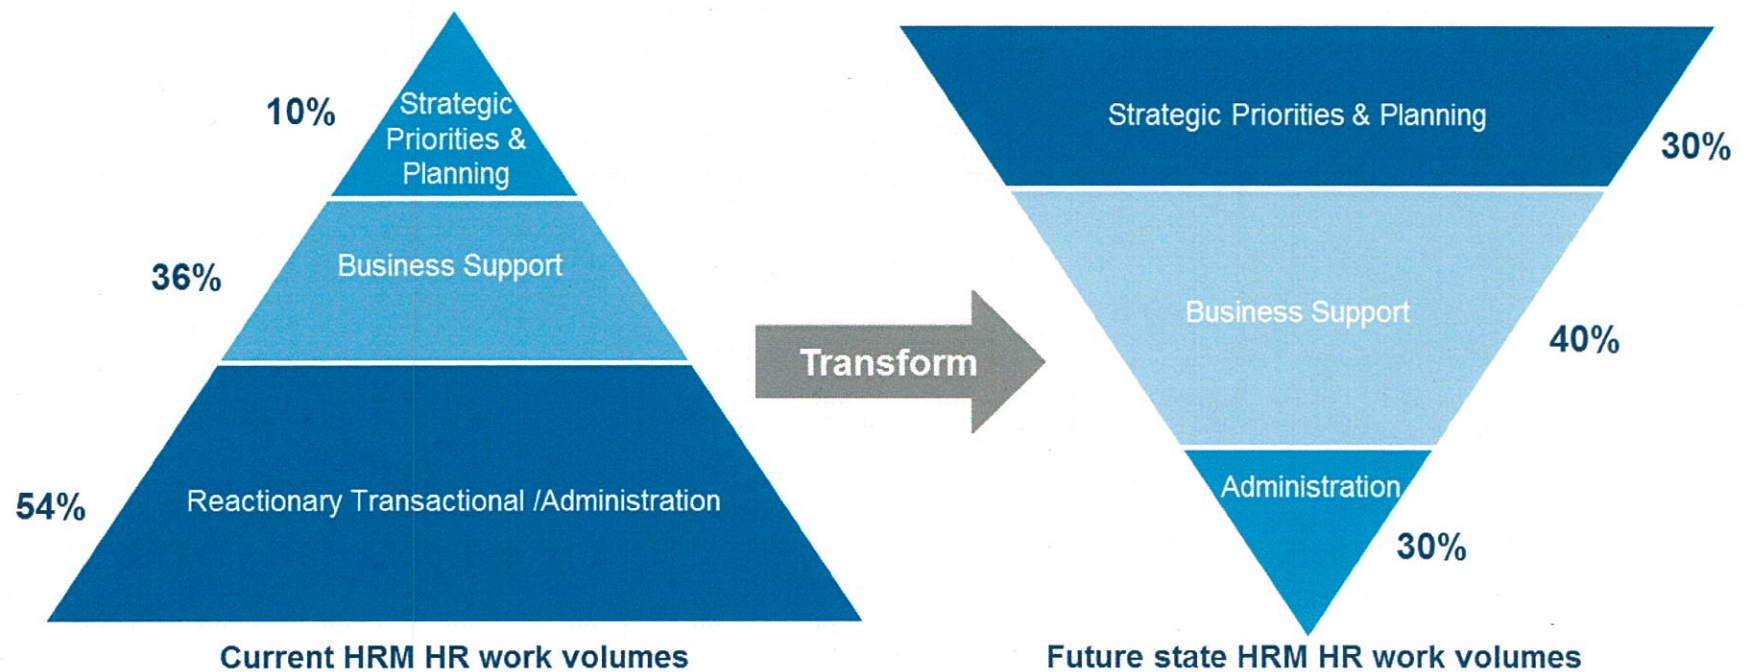 10%
Strategic
Priorities &
Planning
36%
Business Support
54%
Reactionary Transactional /Administration
Current HRM HR work volumes
Transform
Strategic Priorities & Planning
30%
Business Support
40%
Administration
30%
Future state HRM HR work volumes